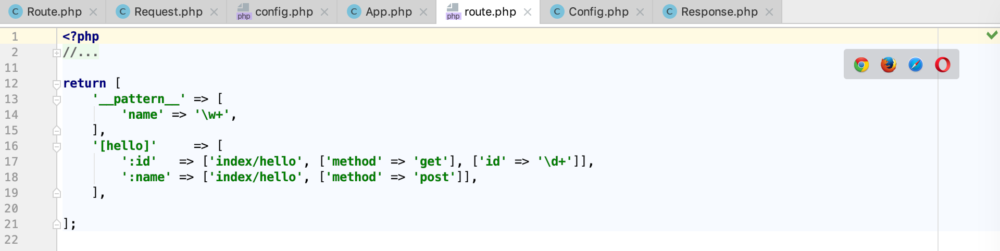 C Route.php × C Request.php × php config.php × C App.php × php route.php × C Config.php × C Response.php ×
1 <?php
2 //...
11
12 return [
13     '__pattern__' => [
14         'name' => '\w+',
15     ],
16     '[hello]'     => [
17         ':id'   => ['index/hello', ['method' => 'get'], ['id' => '\d+']],
18         ':name' => ['index/hello', ['method' => 'post']],
19     ],
20
21 ];
22